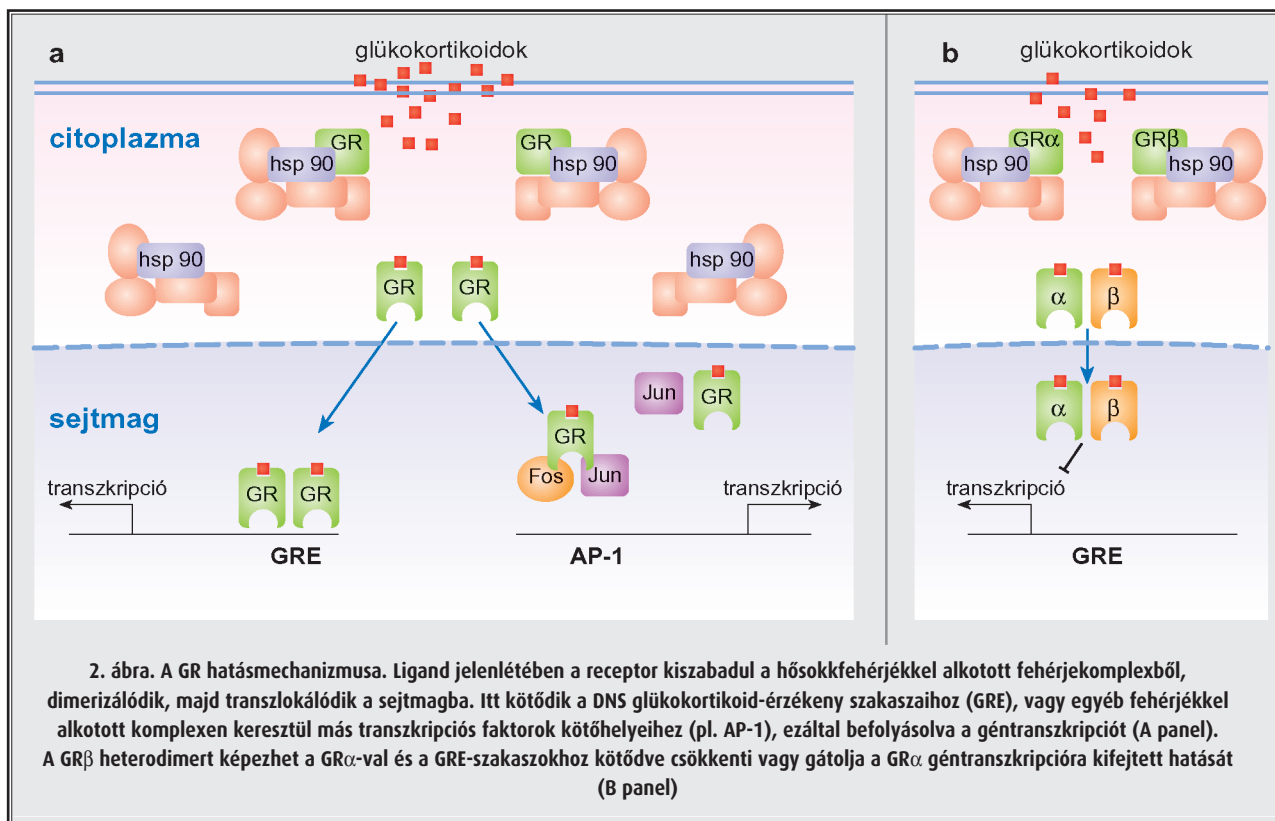 a
glükokortikoidok
citoplazma
GR
hsp 90
GR
hsp 90
hsp 90
GR
GR
hsp 90
sejtmag
Jun
GR
GR
Fos
Jun
transzkripció
GR
GR
transzkripció
GRE
AP-1
b
glükokortikoidok
GRα
hsp 90
GRβ
hsp 90
α
β
α
β
transzkripció
GRE
2. ábra. A GR hatásmechanizmusa. Ligand jelenlétében a receptor kiszabadul a hősokkfehérjékkel alkotott fehérjekomplexből,
dimerizálódik, majd transzlokálódik a sejtmagba. Itt kötődik a DNS glükokortikoid-érzékeny szakaszaihoz (GRE), vagy egyéb fehérjékkel
alkotott komplexen keresztül más transzkripciós faktorok kötőhelyeihez (pl. AP-1), ezáltal befolyásolva a géntranszkripciót (A panel).
A GRβ heterodimert képezhet a GRα-val és a GRE-szakaszokhoz kötődve csökkenti vagy gátolja a GRα géntranszkripcióra kifejtett hatását
(B panel)